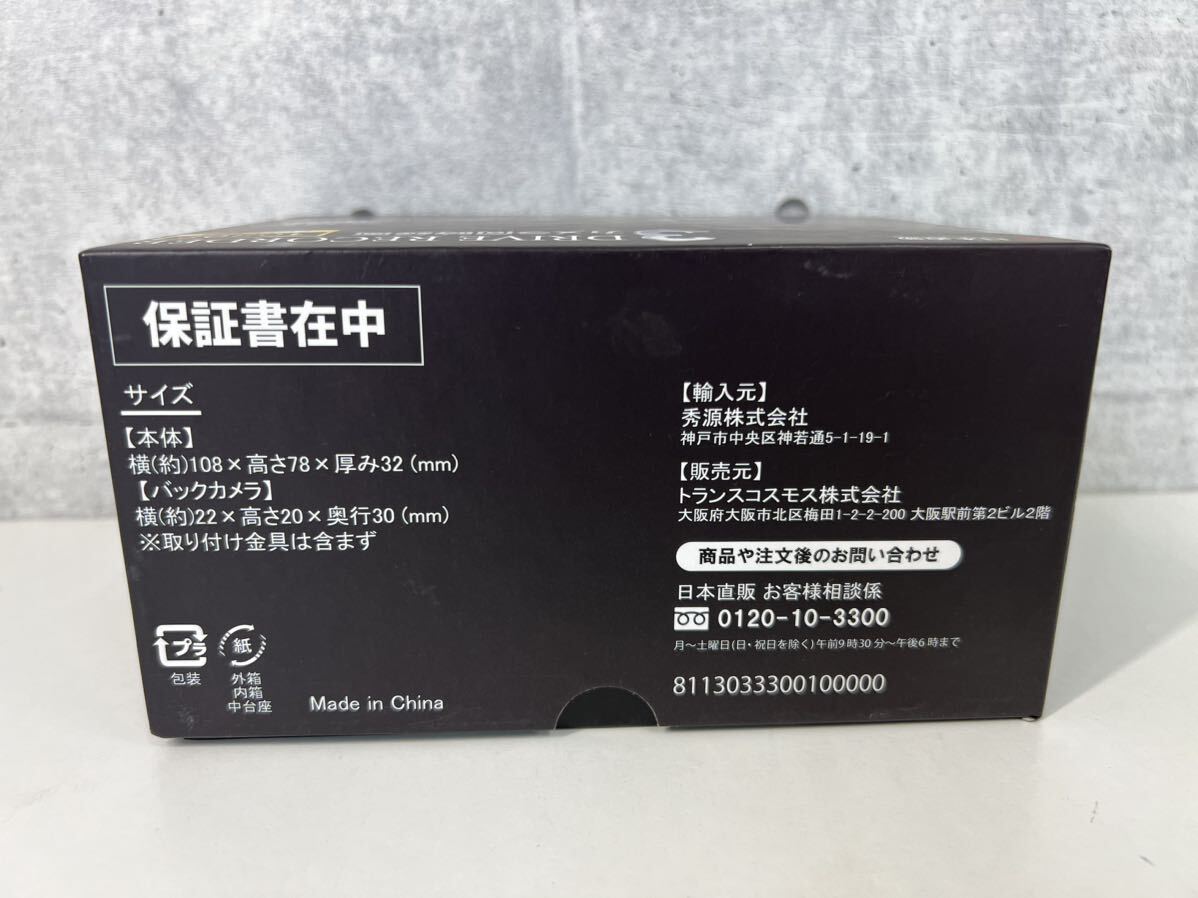 DRIVE RECORDER
保証書在中
サイズ
【本体】
横(約)108×高さ78×厚み32 (mm)
【バックカメラ】
横(約)22×高さ20×奥行30 (mm)
※取り付け金具は含まず
プラ
包装
紙
外箱
内箱
中台座
Made in China
【輸入元】
秀源株式会社
神戸市中央区神若通5-1-19-1
【販売元】
トランスコスモス株式会社
大阪府大阪市北区梅田1-2-2-200 大阪駅前第2ビル2階
商品や注文後のお問い合わせ
日本直販 お客様相談係
0120-10-3300
月～土曜日(日・祝日を除く)午前9時30分～午後6時まで
8113033300100000